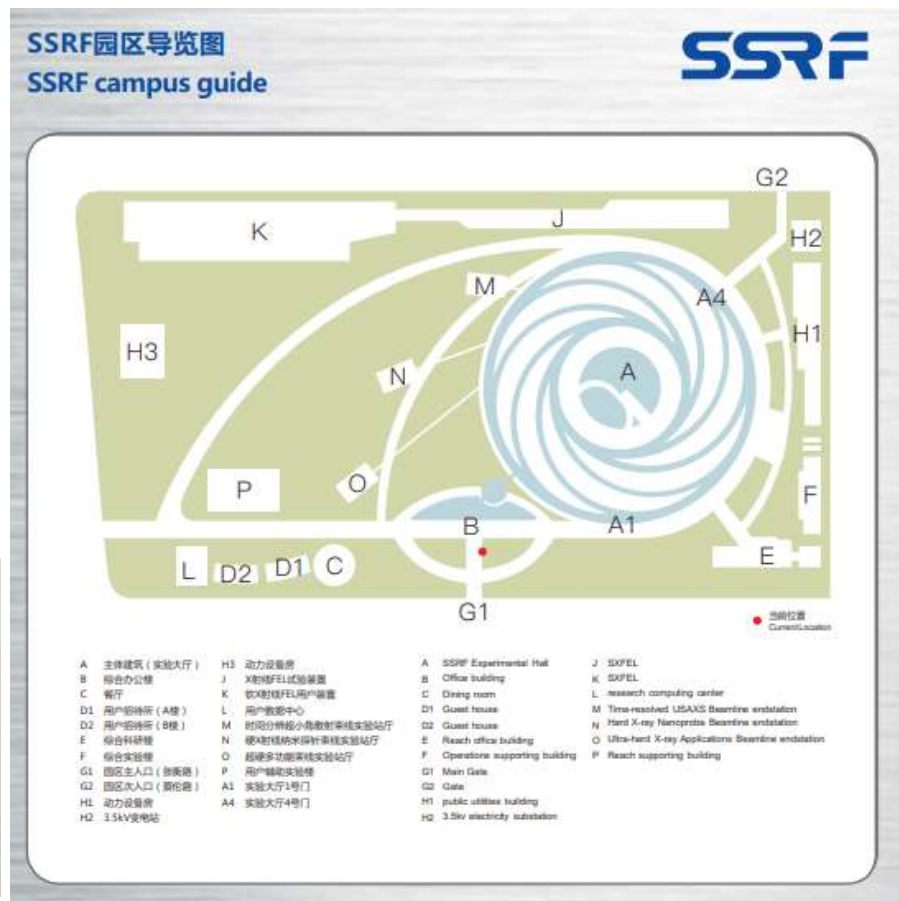 SSRF园区导览图
SSRF campus guide
SSRF
G2
K
J
H2
M
A4
H1
H3
N
A
P
O
F
B
A1
E
L
D2
D1
C
G1
当前位置
Current Location
A 主体建筑（实验大厅）
B 综合办公楼
C 餐厅
D1 用户招待所（A楼）
D2 用户招待所（B楼）
E 综合科研楼
F 综合实验楼
G1 园区主入口（张衡路）
G2 园区次入口（蔡伦路）
H1 动力设备房
H2 3.5kV变电站
H3 动力设备房
J X射线FEL试验装置
K 软X射线FEL用户装置
L 用户数据中心
M 时间分辨超小角散射束线实验站厅
N 硬X射线纳米探针束线实验站厅
O 超硬多功能束线实验站厅
P 用户辅助实验楼
A1 实验大厅1号门
A4 实验大厅4号门
A SSRF Experimental Hall
B Office building
C Dining room
D1 Guest house
D2 Guest house
E Reach office building
F Operations supporting building
G1 Main Gate
G2 Gate
H1 public utilities building
H2 3.5kv electricity substation
J SXFEL
K SXFEL
L research computing center
M Time-resolved USAXS Beamline endstation
N Hard X-ray Nanoprobe Beamline endstation
O Ultra-hard X-ray Applications Beamline endstation
P Reach supporting building